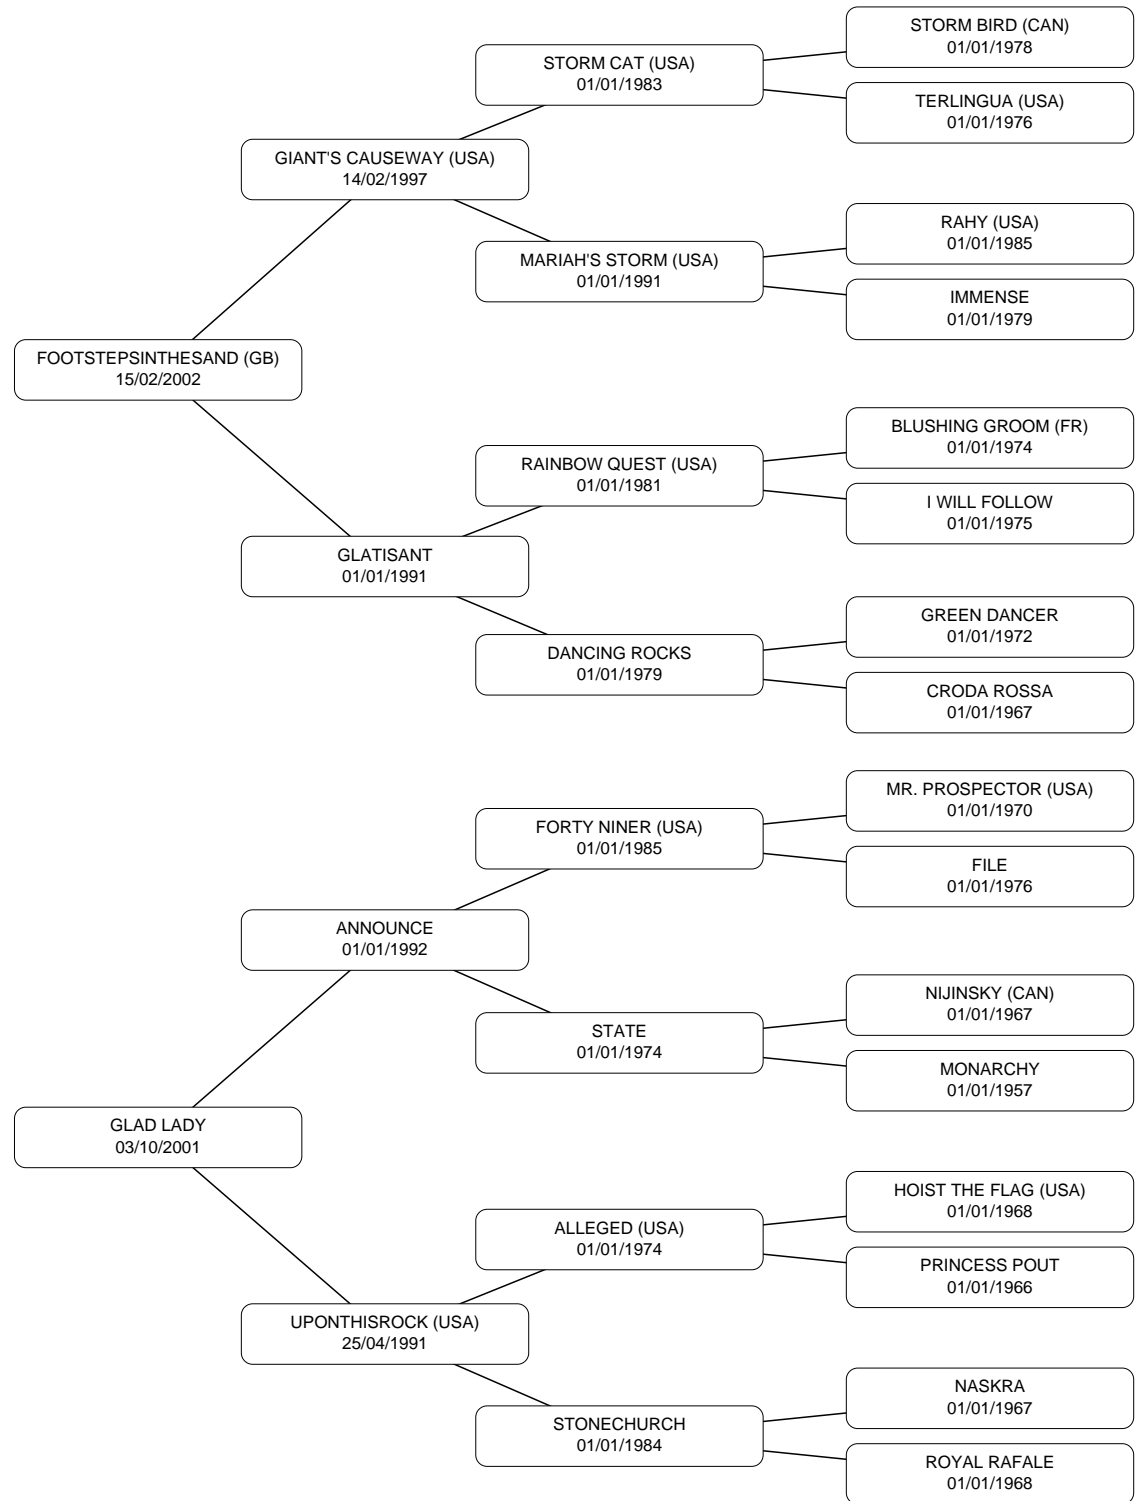 STORM BIRD (CAN)
01/01/1978
STORM CAT (USA)
01/01/1983
TERLINGUA (USA)
01/01/1976
GIANT'S CAUSEWAY (USA)
14/02/1997
RAHY (USA)
01/01/1985
MARIAH'S STORM (USA)
01/01/1991
IMMENSE
01/01/1979
FOOTSTEPSINTHESAND (GB)
15/02/2002
BLUSHING GROOM (FR)
01/01/1974
RAINBOW QUEST (USA)
01/01/1981
I WILL FOLLOW
01/01/1975
GLATISANT
01/01/1991
GREEN DANCER
01/01/1972
DANCING ROCKS
01/01/1979
CRODA ROSSA
01/01/1967
MR. PROSPECTOR (USA)
01/01/1970
FORTY NINER (USA)
01/01/1985
FILE
01/01/1976
ANNOUNCE
01/01/1992
NIJINSKY (CAN)
01/01/1967
STATE
01/01/1974
MONARCHY
01/01/1957
GLAD LADY
03/10/2001
HOIST THE FLAG (USA)
01/01/1968
ALLEGED (USA)
01/01/1974
PRINCESS POUT
01/01/1966
UPONTHISROCK (USA)
25/04/1991
NASKRA
01/01/1967
STONECHURCH
01/01/1984
ROYAL RAFALE
01/01/1968